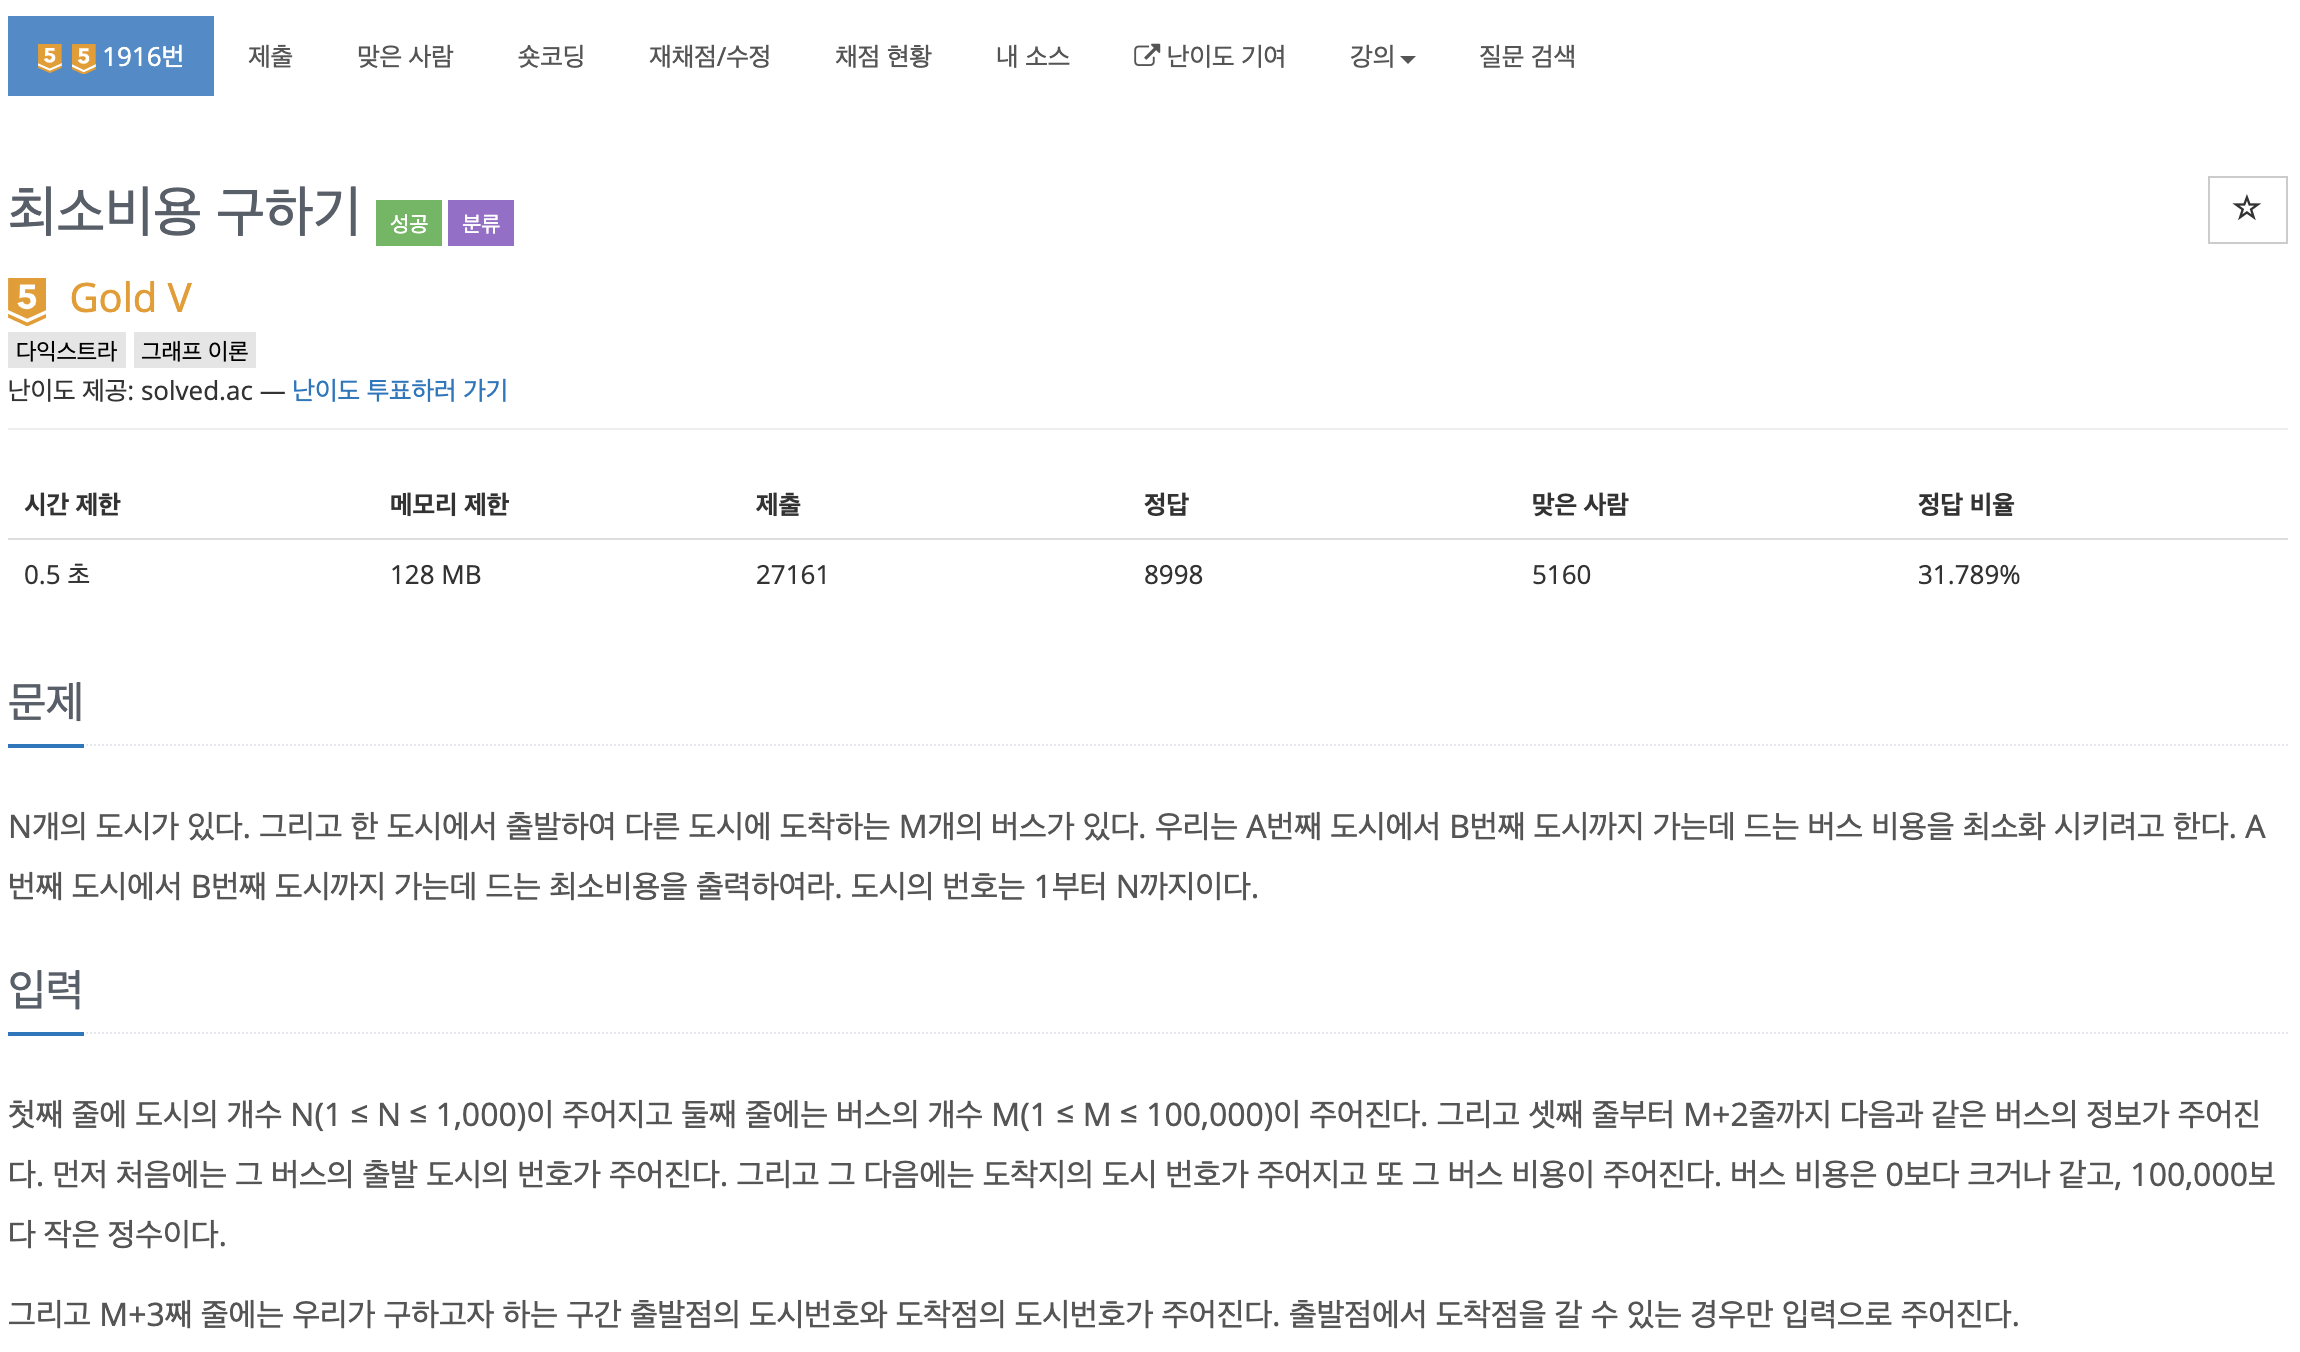 5 5 1916번 제출 맞은 사람 숏코딩 재채점/수정 채점 현황 내 소스 난이도 기여 강의 질문 검색
최소비용 구하기 성공 분류
5 Gold V
다익스트라 그래프 이론
난이도 제공: solved.ac — 난이도 투표하러 가기
시간 제한 메모리 제한 제출 정답 맞은 사람 정답 비율
0.5 초 128 MB 27161 8998 5160 31.789%
문제
N개의 도시가 있다. 그리고 한 도시에서 출발하여 다른 도시에 도착하는 M개의 버스가 있다. 우리는 A번째 도시에서 B번째 도시까지 가는데 드는 버스 비용을 최소화 시키려고 한다. A
번째 도시에서 B번째 도시까지 가는데 드는 최소비용을 출력하여라. 도시의 번호는 1부터 N까지이다.
입력
첫째 줄에 도시의 개수 N(1 ≤ N ≤ 1,000)이 주어지고 둘째 줄에는 버스의 개수 M(1 ≤ M ≤ 100,000)이 주어진다. 그리고 셋째 줄부터 M+2줄까지 다음과 같은 버스의 정보가 주어진
다. 먼저 처음에는 그 버스의 출발 도시의 번호가 주어진다. 그리고 그 다음에는 도착지의 도시 번호가 주어지고 또 그 버스 비용이 주어진다. 버스 비용은 0보다 크거나 같고, 100,000보
다 작은 정수이다.
그리고 M+3째 줄에는 우리가 구하고자 하는 구간 출발점의 도시번호와 도착점의 도시번호가 주어진다. 출발점에서 도착점을 갈 수 있는 경우만 입력으로 주어진다.